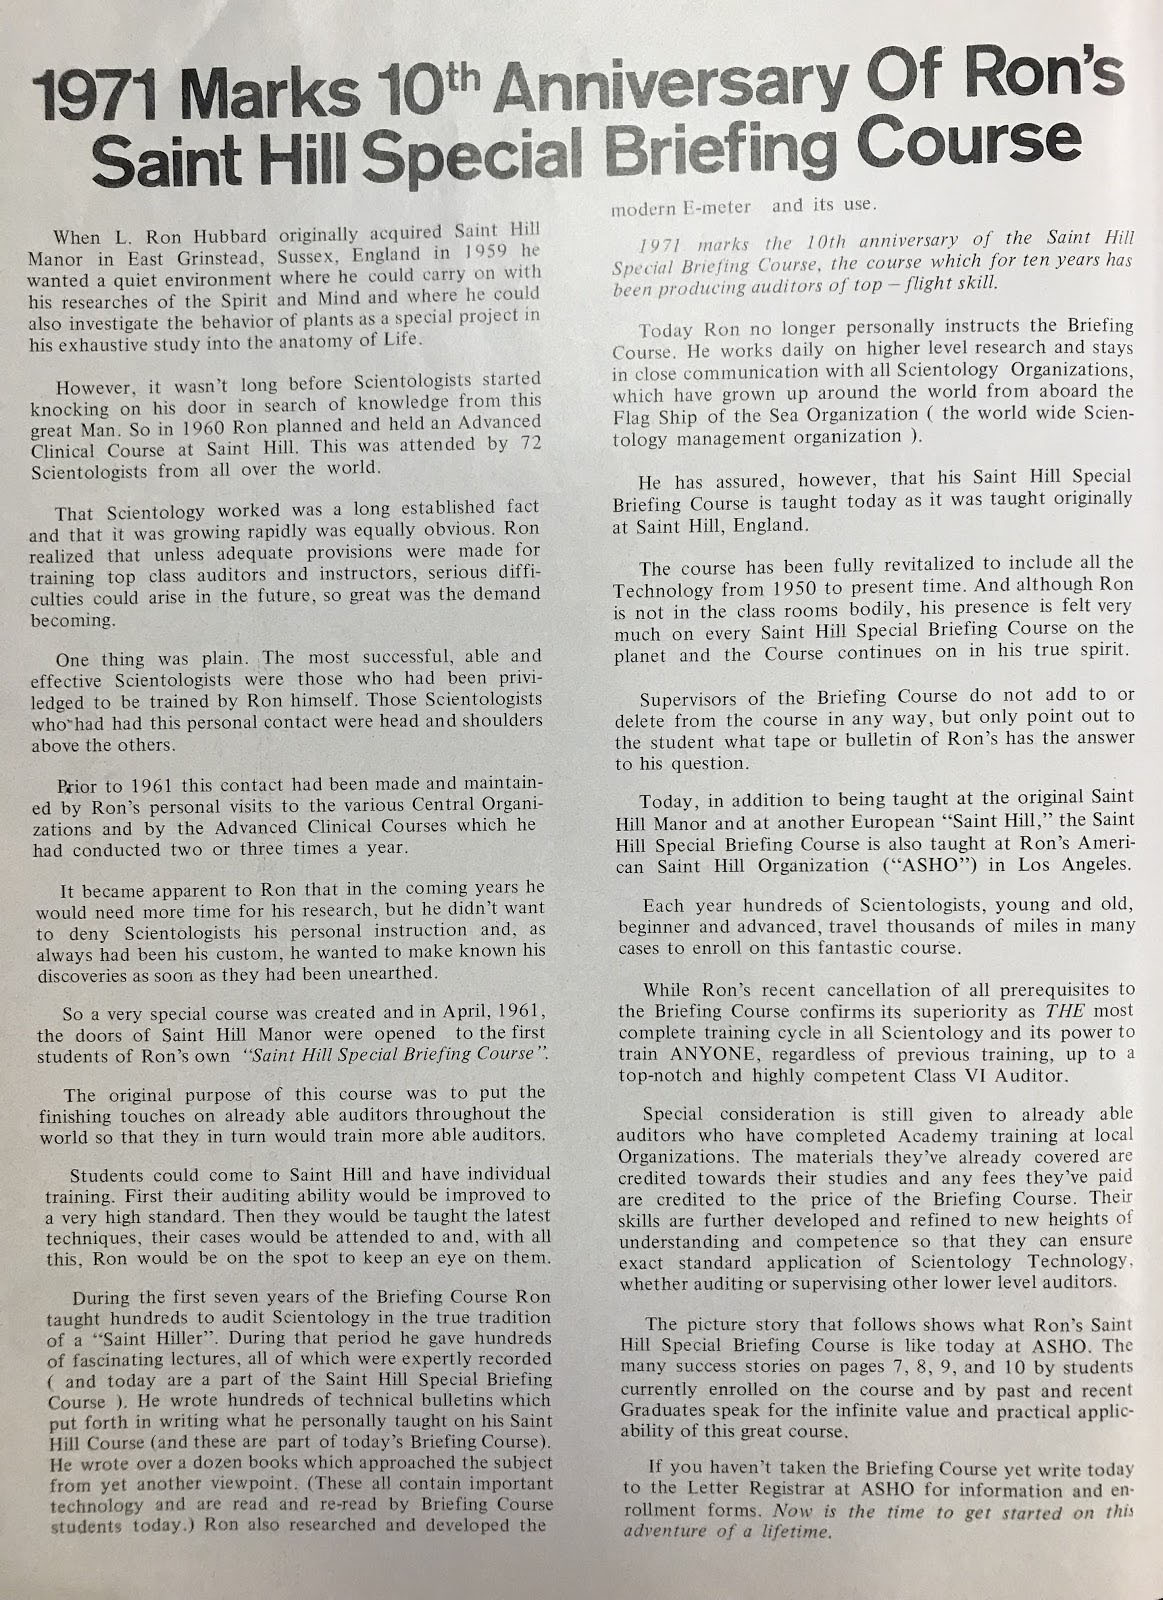 1971 Marks 10th Anniversary Of Ron's
Saint Hill Special Briefing Course
When L. Ron Hubbard originally acquired Saint Hill
Manor in East Grinstead, Sussex, England in 1959 he
wanted a quiet environment where he could carry on with
his researches of the Spirit and Mind and where he could
also investigate the behavior of plants as a special project in
his exhaustive study into the anatomy of Life.
However, it wasn't long before Scientologists started
knocking on his door in search of knowledge from this
great Man. So in 1960 Ron planned and held an Advanced
Clinical Course at Saint Hill. This was attended by 72
Scientologists from all over the world.
That Scientology worked was a long established fact
and that it was growing rapidly was equally obvious. Ron
realized that unless adequate provisions were made for
training top class auditors and instructors, serious diffi-
culties could arise in the future, so great was the demand
becoming.
One thing was plain. The most successful, able and
effective Scientologists were those who had been privi-
ledged to be trained by Ron himself. Those Scientologists
who had had this personal contact were head and shoulders
above the others.
Prior to 1961 this contact had been made and maintain-
ed by Ron's personal visits to the various Central Organi-
zations and by the Advanced Clinical Courses which he
had conducted two or three times a year.
It became apparent to Ron that in the coming years he
would need more time for his research, but he didn't want
to deny Scientologists his personal instruction and, as
always had been his custom, he wanted to make known his
discoveries as soon as they had been unearthed.
So a very special course was created and in April, 1961,
the doors of Saint Hill Manor were opened to the first
students of Ron's own "Saint Hill Special Briefing Course".
The original purpose of this course was to put the
finishing touches on already able auditors throughout the
world so that they in turn would train more able auditors.
Students could come to Saint Hill and have individual
training. First their auditing ability would be improved to
a very high standard. Then they would be taught the latest
techniques, their cases would be attended to and, with all
this, Ron would be on the spot to keep an eye on them.
During the first seven years of the Briefing Course Ron
taught hundreds to audit Scientology in the true tradition
of a "Saint Hiller". During that period he gave hundreds
of fascinating lectures, all of which were expertly recorded
( and today are a part of the Saint Hill Special Briefing
Course ). He wrote hundreds of technical bulletins which
put forth in writing what he personally taught on his Saint
Hill Course (and these are part of today's Briefing Course).
He wrote over a dozen books which approached the subject
from yet another viewpoint. (These all contain important
technology and are read and re-read by Briefing Course
students today.) Ron also researched and developed the
modern E-meter and its use.
1971 marks the 10th anniversary of the Saint Hill
Special Briefing Course, the course which for ten years has
been producing auditors of top – flight skill.
Today Ron no longer personally instructs the Briefing
Course. He works daily on higher level research and stays
in close communication with all Scientology Organizations,
which have grown up around the world from aboard the
Flag Ship of the Sea Organization ( the world wide Scien-
tology management organization ).
He has assured, however, that his Saint Hill Special
Briefing Course is taught today as it was taught originally
at Saint Hill, England.
The course has been fully revitalized to include all the
Technology from 1950 to present time. And although Ron
is not in the class rooms bodily, his presence is felt very
much on every Saint Hill Special Briefing Course on the
planet and the Course continues on in his true spirit.
Supervisors of the Briefing Course do not add to or
delete from the course in any way, but only point out to
the student what tape or bulletin of Ron's has the answer
to his question.
Today, in addition to being taught at the original Saint
Hill Manor and at another European "Saint Hill," the Saint
Hill Special Briefing Course is also taught at Ron's Ameri-
can Saint Hill Organization ("ASHO") in Los Angeles.
Each year hundreds of Scientologists, young and old,
beginner and advanced, travel thousands of miles in many
cases to enroll on this fantastic course.
While Ron's recent cancellation of all prerequisites to
the Briefing Course confirms its superiority as THE most
complete training cycle in all Scientology and its power to
train ANYONE, regardless of previous training, up to a
top-notch and highly competent Class VI Auditor.
Special consideration is still given to already able
auditors who have completed Academy training at local
Organizations. The materials they've already covered are
credited towards their studies and any fees they've paid
are credited to the price of the Briefing Course. Their
skills are further developed and refined to new heights of
understanding and competence so that they can ensure
exact standard application of Scientology Technology,
whether auditing or supervising other lower level auditors.
The picture story that follows shows what Ron's Saint
Hill Special Briefing Course is like today at ASHO. The
many success stories on pages 7, 8, 9, and 10 by students
currently enrolled on the course and by past and recent
Graduates speak for the infinite value and practical applic-
ability of this great course.
If you haven't taken the Briefing Course yet write today
to the Letter Registrar at ASHO for information and en-
rollment forms. Now is the time to get started on this
adventure of a lifetime.